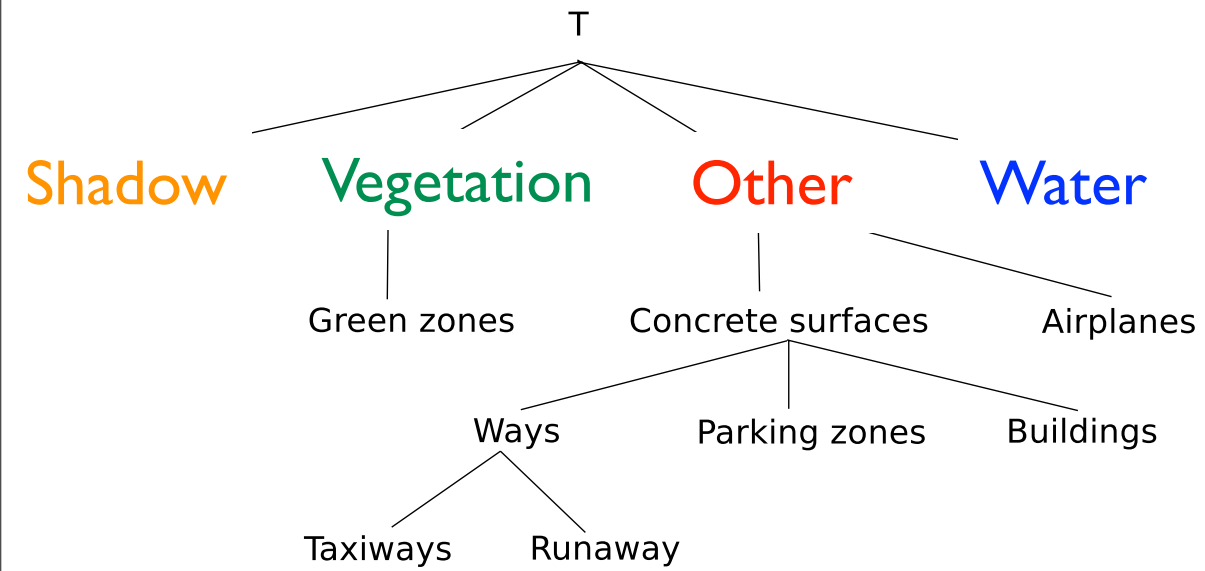 T
Shadow Vegetation Other Water
Green zones Concrete surfaces Airplanes
Ways Parking zones Buildings
Taxiways Runaway